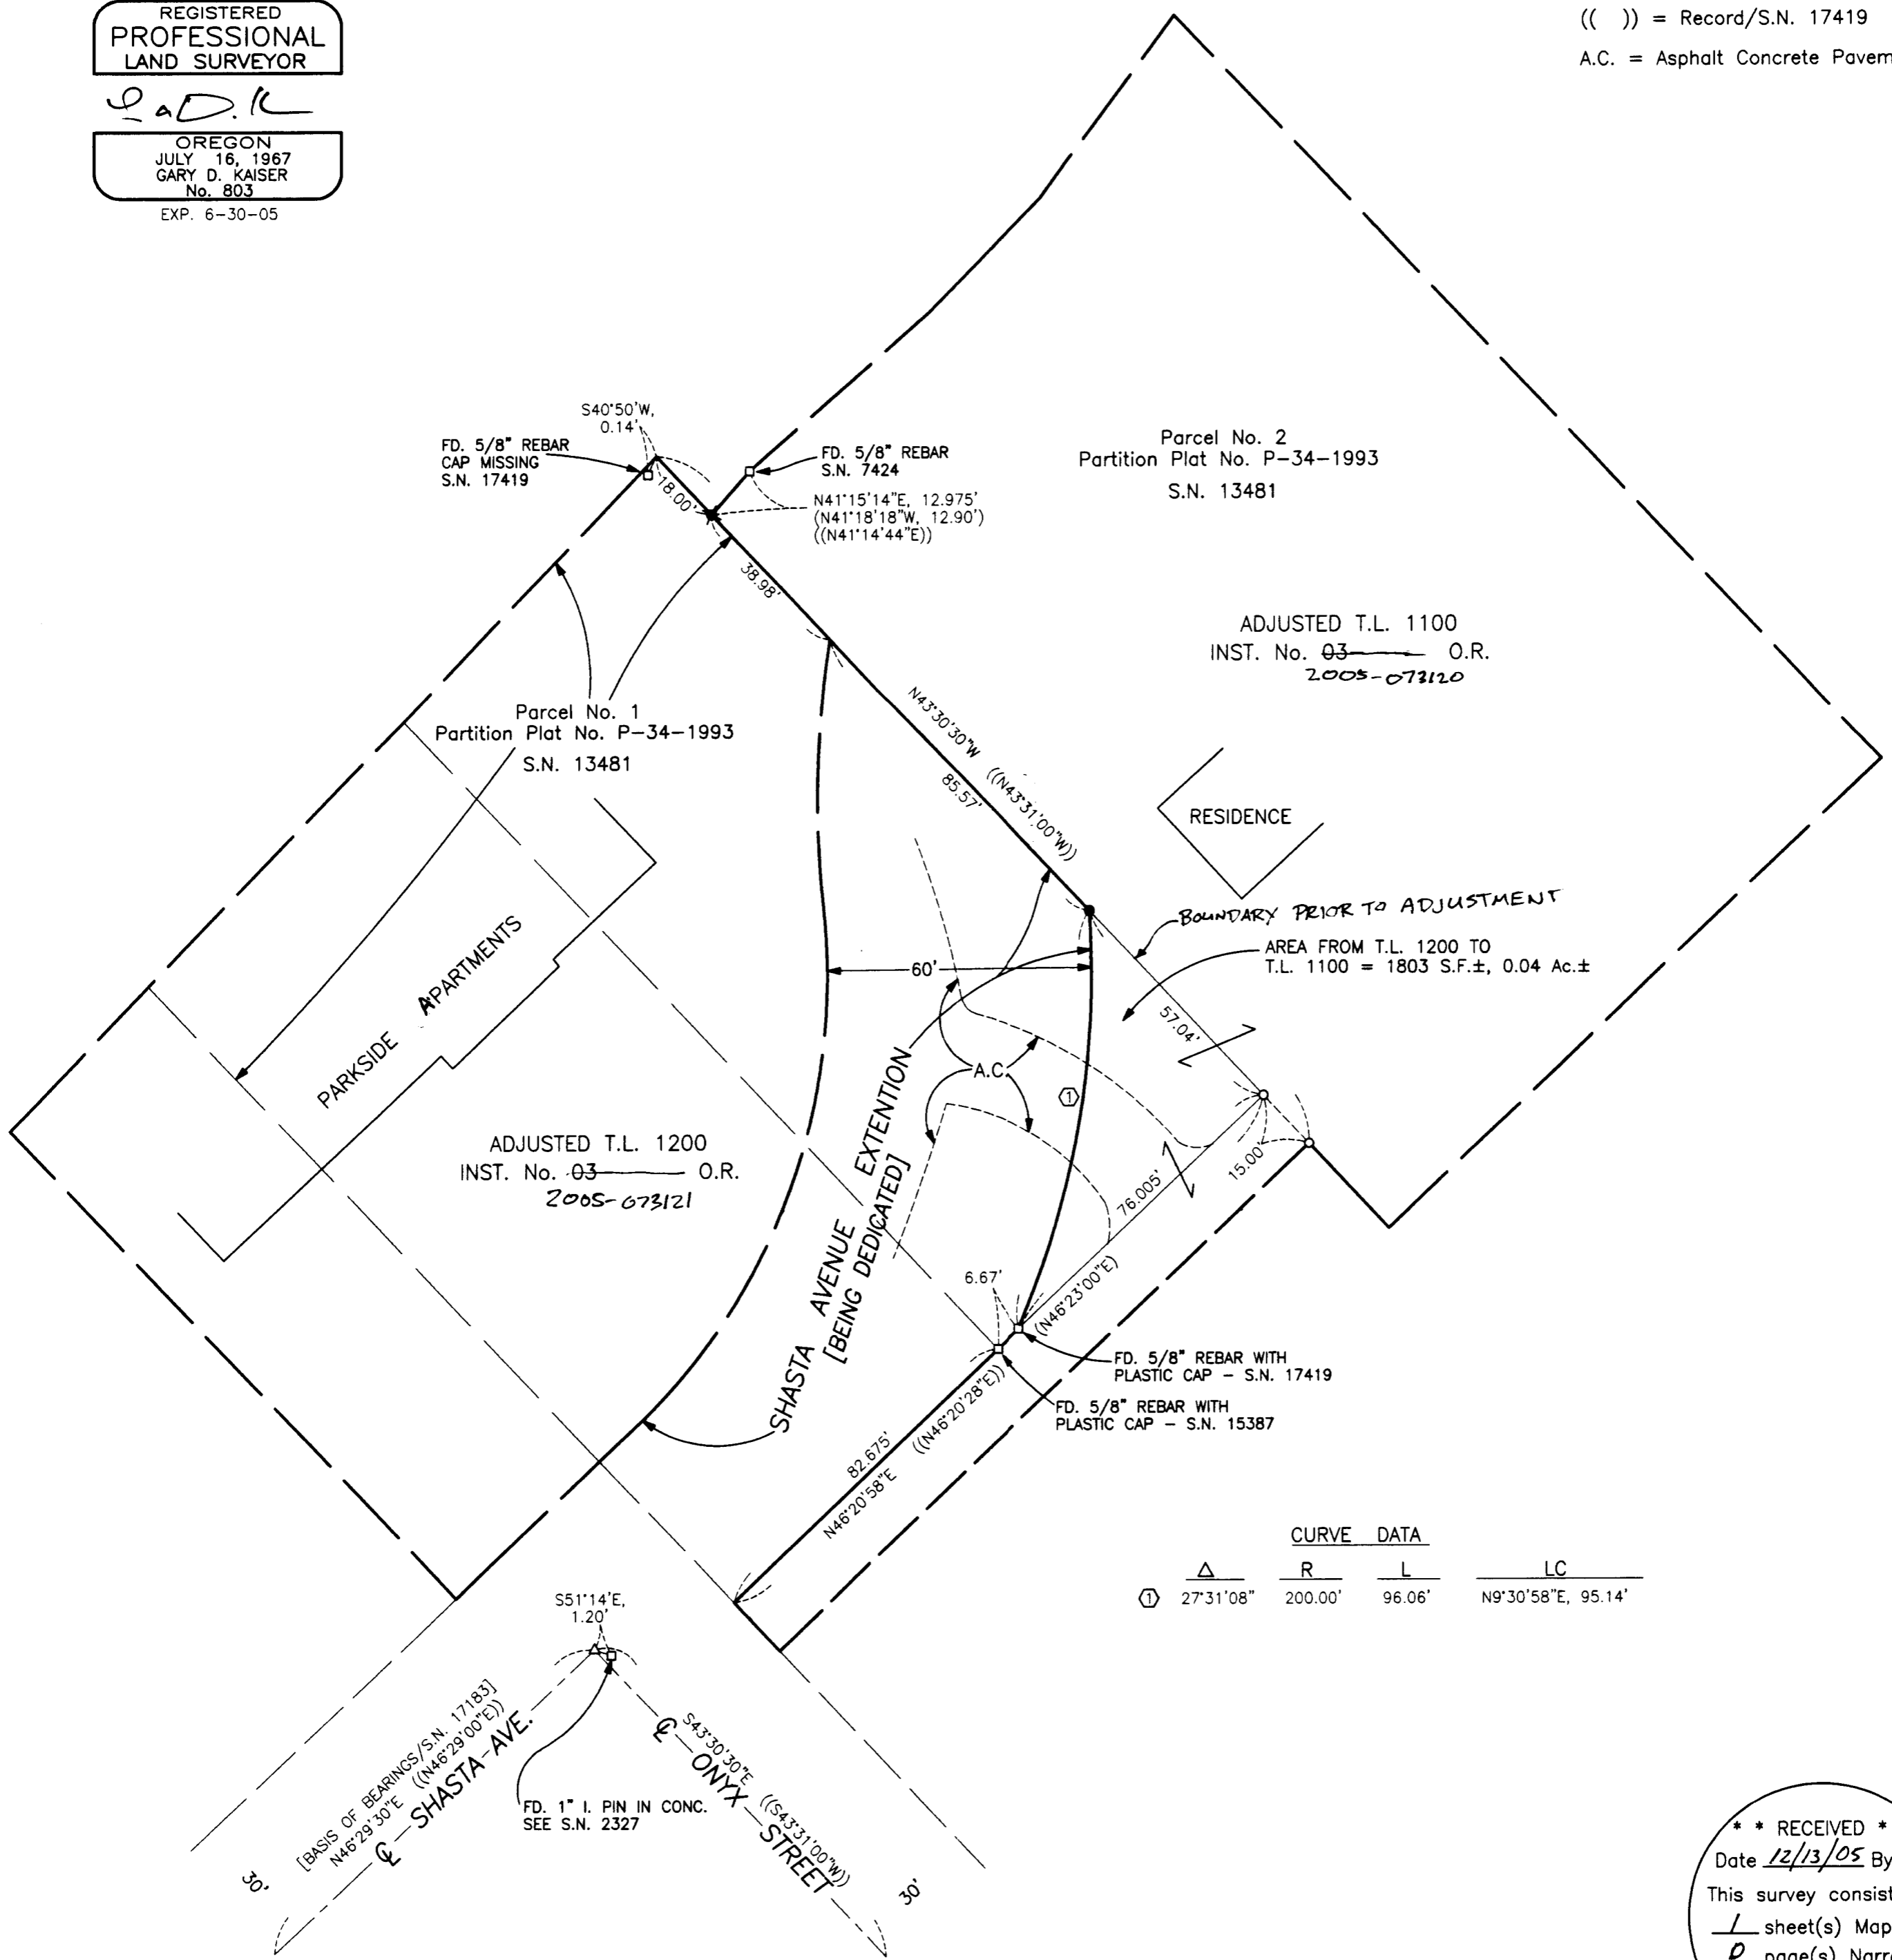 REGISTERED
PROFESSIONAL
LAND SURVEYOR
OREGON
JULY 16, 1967
GARY D. KAISER
No. 803
EXP. 6-30-05
(( )) = Record/S.N. 17419
A.C. = Asphalt Concrete Pavem
S40°50'W,
0.14'
FD. 5/8" REBAR
CAP MISSING
S.N. 17419
FD. 5/8" REBAR
S.N. 7424
18.00'
N41°15'14"E, 12.975'
(N41°18'18"W, 12.90')
((N41°14'44"E))
Parcel No. 2
Partition Plat No. P-34-1993
S.N. 13481
38.98'
ADJUSTED T.L. 1100
INST. No. 03 O.R.
2005-073120
Parcel No. 1
Partition Plat No. P-34-1993
S.N. 13481
N43°30'30"W ((N43°31'00"W))
85.57'
RESIDENCE
BOUNDARY PRIOR TO ADJUSTMENT
AREA FROM T.L. 1200 TO
T.L. 1100 = 1803 S.F.±, 0.04 Ac.±
PARKSIDE APARTMENTS
60'
57.04'
A.C.
1
ADJUSTED T.L. 1200
INST. No. 03 O.R.
2005-073121
SHASTA AVENUE EXTENTION
[BEING DEDICATED]
76.005'
15.00'
6.67'
(N46°23'00"E)
FD. 5/8" REBAR WITH
PLASTIC CAP - S.N. 17419
FD. 5/8" REBAR WITH
PLASTIC CAP - S.N. 15387
82.675'
N46°20'58"E ((N46°20'28"E))
CURVE DATA
Δ R L LC
1 27°31'08" 200.00' 96.06' N9°30'58"E, 95.14'
S51°14'E,
1.20'
[BASIS OF BEARINGS/S.N. 17183]
N46°29'30"E ((N46°29'00"E))
℄ SHASTA AVE.
S43°30'30"E ((S43°31'00"W))
℄ ONYX STREET
FD. 1" I. PIN IN CONC.
SEE S.N. 2327
30'
30'
* * RECEIVED *
Date 12/13/05 By
This survey consist
1 sheet(s) Map
0 page(s) Narr